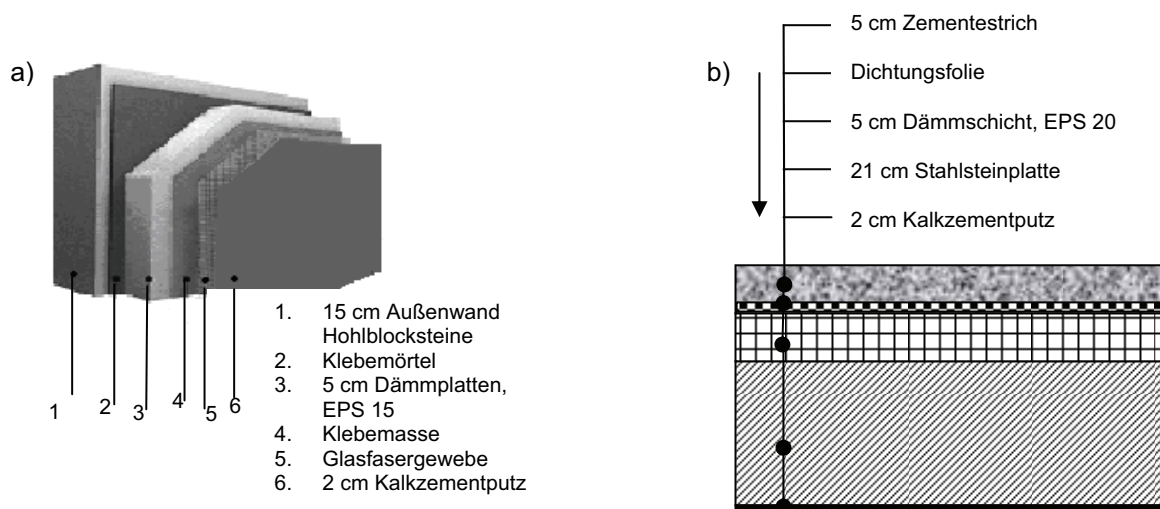 a)
1
2
3
4
5
6
1. 15 cm Außenwand
Hohlblocksteine
2. Klebemörtel
3. 5 cm Dämmplatten,
EPS 15
4. Klebemasse
5. Glasfasergewebe
6. 2 cm Kalkzementputz
b)
5 cm Zementestrich
Dichtungsfolie
5 cm Dämmschicht, EPS 20
21 cm Stahlsteinplatte
2 cm Kalkzementputz